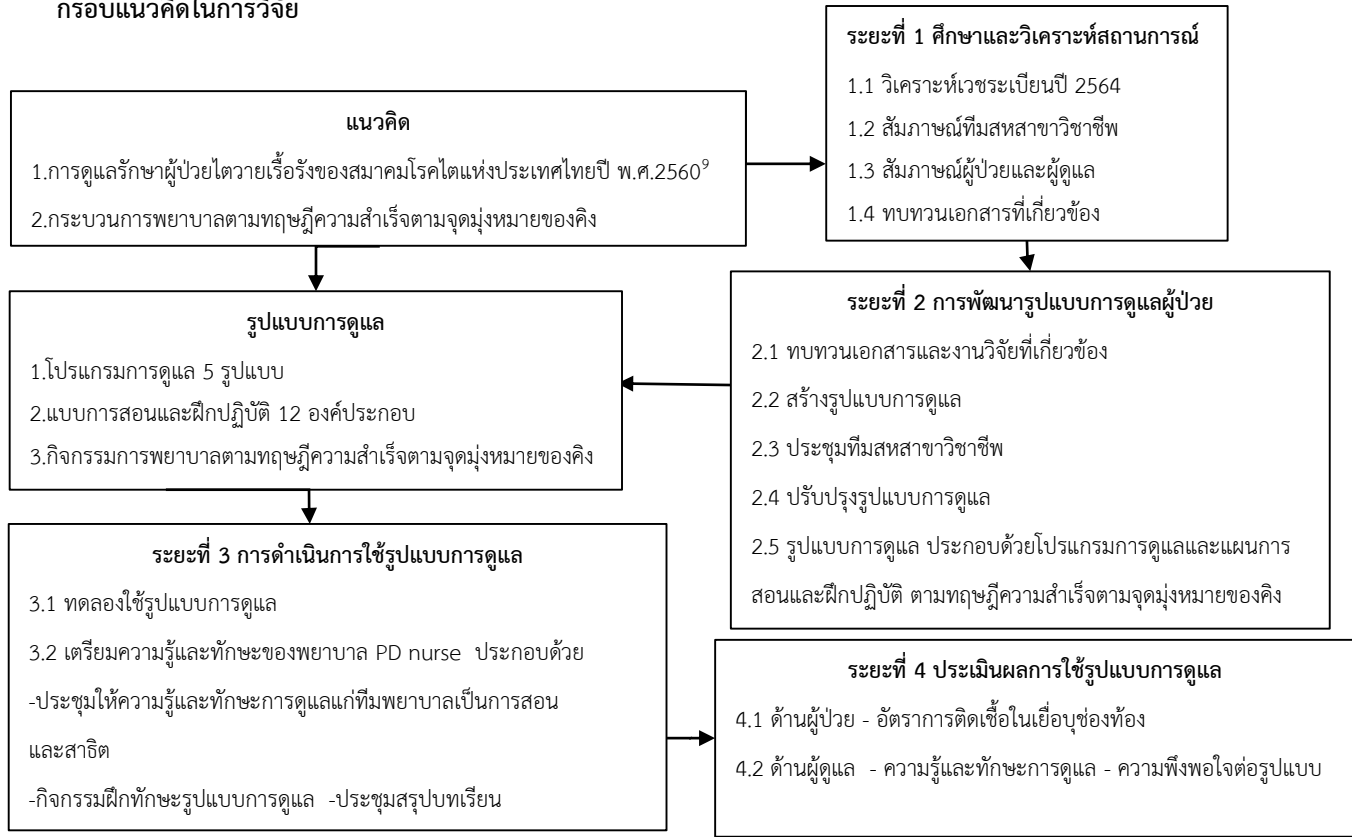 กรอบแนวคิดในการวิจัย
แนวคิด
1.การดูแลรักษาผู้ป่วยไตวายเรื้อรังของสมาคมโรคไตแห่งประเทศไทยปี พ.ศ.2560⁹
2.กระบวนการพยาบาลตามทฤษฎีความสำเร็จตามจุดมุ่งหมายของคิง
ระยะที่ 1 ศึกษาและวิเคราะห์สถานการณ์
1.1 วิเคราะห์เวชระเบียนปี 2564
1.2 สัมภาษณ์ทีมสหสาขาวิชาชีพ
1.3 สัมภาษณ์ผู้ป่วยและผู้ดูแล
1.4 ทบทวนเอกสารที่เกี่ยวข้อง
ระยะที่ 2 การพัฒนารูปแบบการดูแลผู้ป่วย
2.1 ทบทวนเอกสารและงานวิจัยที่เกี่ยวข้อง
2.2 สร้างรูปแบบการดูแล
2.3 ประชุมทีมสหสาขาวิชาชีพ
2.4 ปรับปรุงรูปแบบการดูแล
2.5 รูปแบบการดูแล ประกอบด้วยโปรแกรมการดูแลและแผนการ
สอนและฝึกปฏิบัติ ตามทฤษฎีความสำเร็จตามจุดมุ่งหมายของคิง
รูปแบบการดูแล
1.โปรแกรมการดูแล 5 รูปแบบ
2.แบบการสอนและฝึกปฏิบัติ 12 องค์ประกอบ
3.กิจกรรมการพยาบาลตามทฤษฎีความสำเร็จตามจุดมุ่งหมายของคิง
ระยะที่ 3 การดำเนินการใช้รูปแบบการดูแล
3.1 ทดลองใช้รูปแบบการดูแล
3.2 เตรียมความรู้และทักษะของพยาบาล PD nurse ประกอบด้วย
-ประชุมให้ความรู้และทักษะการดูแลแก่ทีมพยาบาลเป็นการสอน
และสาธิต
-กิจกรรมฝึกทักษะรูปแบบการดูแล -ประชุมสรุปบทเรียน
ระยะที่ 4 ประเมินผลการใช้รูปแบบการดูแล
4.1 ด้านผู้ป่วย - อัตราการติดเชื้อในเยื่อบุช่องท้อง
4.2 ด้านผู้ดูแล - ความรู้และทักษะการดูแล - ความพึงพอใจต่อรูปแบบ